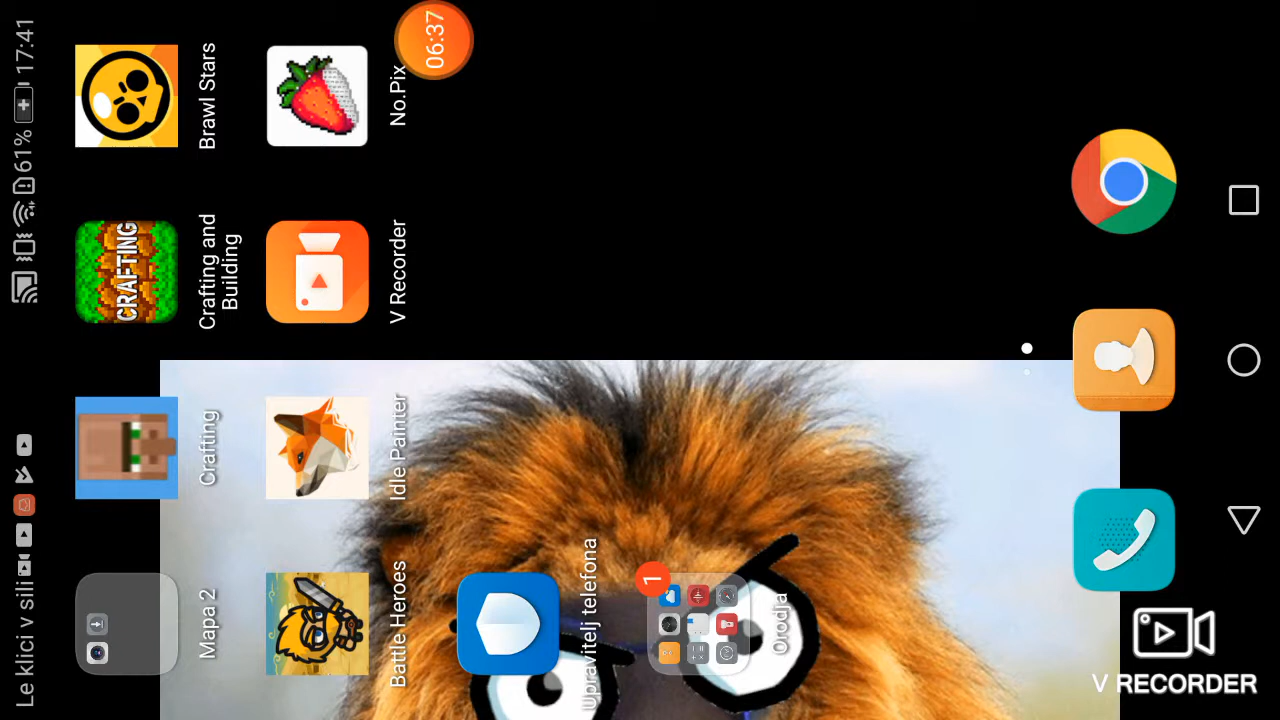 Le klici v sili
61%
17:41
Mapa 2
Crafting
Crafting and
Building
Brawl Stars
Battle Heroes
Idle Painter
V Recorder
No.Pix
06:37
Upravitelj telefona
1
Orodja
CRAFTING
V RECORDER